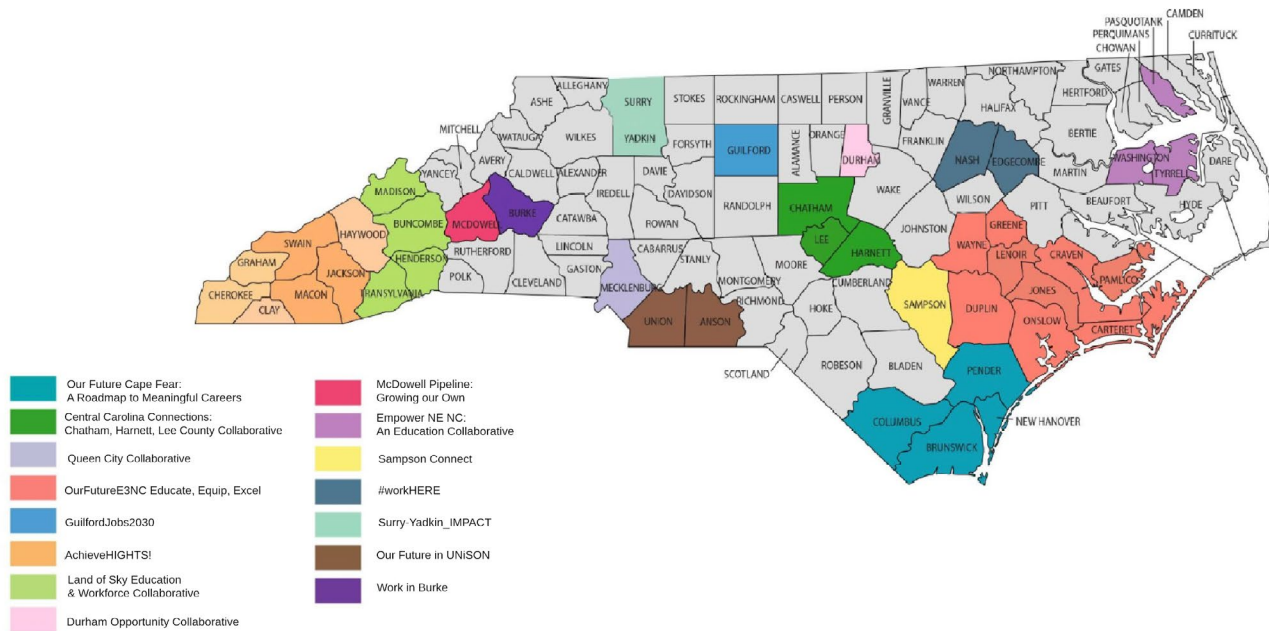 CAMDEN
PASQUOTANK
PERQUIMANS
CURRITUCK
CHOWAN
ALLEGHANY
ASHE
SURRY
STOKES
ROCKINGHAM
CASWELL
PERSON
GRANVILLE
VANCE
WARREN
NORTHAMPTON
GATES
HERTFORD
HALIFAX
MITCHELL
WATAUGA
WILKES
YADKIN
FORSYTH
GUILFORD
ALAMANCE
ORANGE
DURHAM
FRANKLIN
NASH
EDGECOMBE
BERTIE
MARTIN
WASHINGTON
TYRRELL
DARE
MADISON
YANCEY
AVERY
CALDWELL
ALEXANDER
IREDELL
DAVIE
DAVIDSON
RANDOLPH
CHATHAM
WAKE
WILSON
PITT
BEAUFORT
HYDE
HAYWOOD
BUNCOMBE
MCDOWELL
BURKE
CATAWBA
ROWAN
SWAIN
GRAHAM
JACKSON
HENDERSON
RUTHERFORD
LINCOLN
CABARRUS
STANLY
MONTGOMERY
MOORE
LEE
HARNETT
JOHNSTON
WAYNE
GREENE
LENOIR
CRAVEN
PAMLICO
CHEROKEE
MACON
CLAY
TRANSYLVANIA
POLK
CLEVELAND
GASTON
MECKLENBURG
UNION
ANSON
RICHMOND
HOKE
CUMBERLAND
SAMPSON
DUPLIN
JONES
ONSLOW
CARTERET
SCOTLAND
ROBESON
BLADEN
PENDER
COLUMBUS
BRUNSWICK
NEW HANOVER
Our Future Cape Fear:
A Roadmap to Meaningful Careers
Central Carolina Connections:
Chatham, Harnett, Lee County Collaborative
Queen City Collaborative
OurFutureE3NC Educate, Equip, Excel
GuilfordJobs2030
AchieveHIGHTS!
Land of Sky Education
& Workforce Collaborative
Durham Opportunity Collaborative
McDowell Pipeline:
Growing our Own
Empower NE NC:
An Education Collaborative
Sampson Connect
#workHERE
Surry-Yadkin_IMPACT
Our Future in UNiSON
Work in Burke